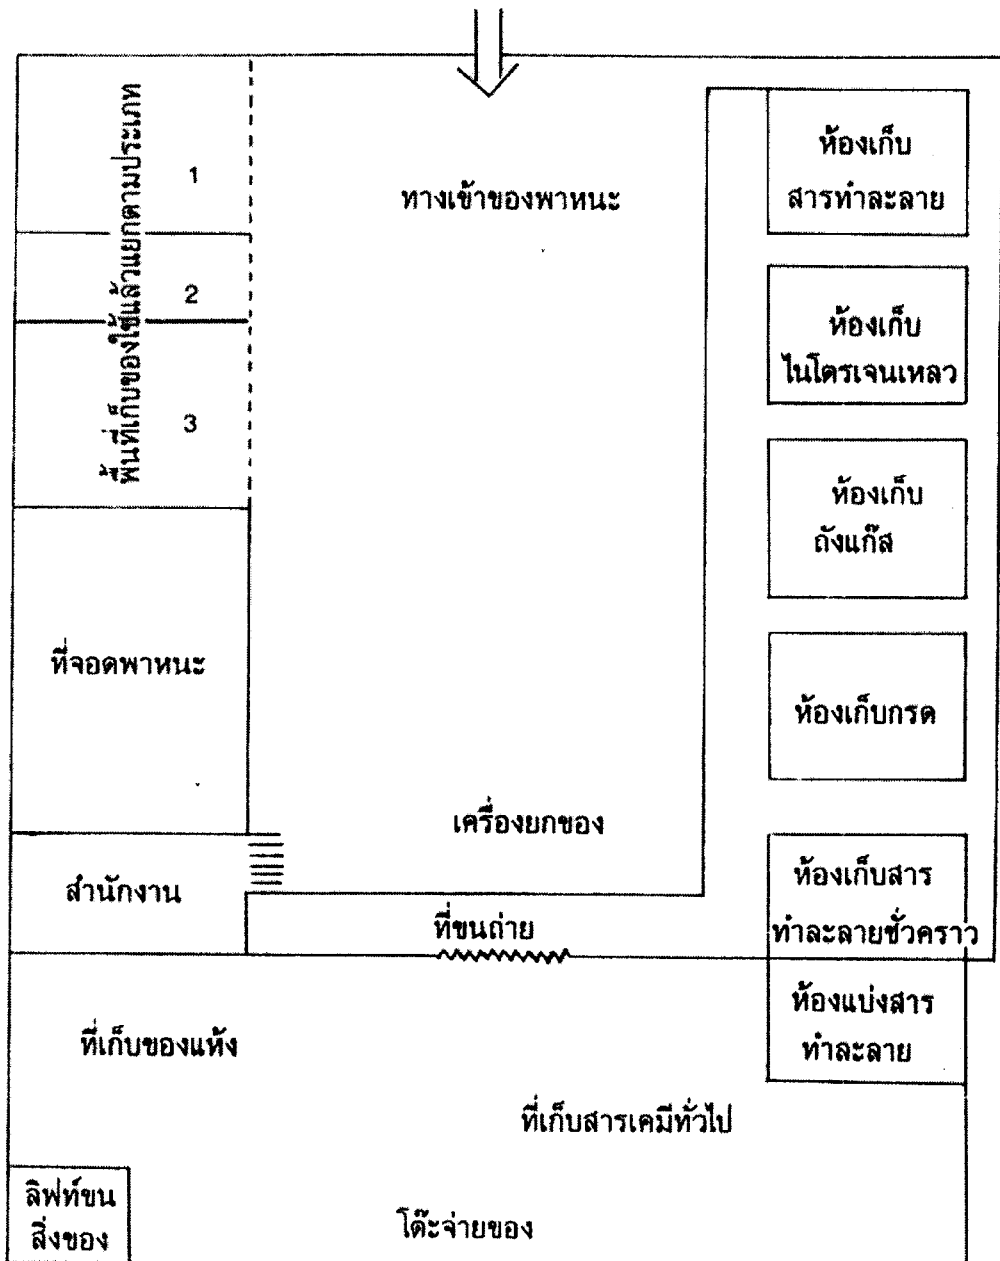 พื้นที่เก็บของใช้แล้วแยกตามประเภท
1
2
3
ทางเข้าของพาหนะ
ห้องเก็บ
สารทำละลาย
ห้องเก็บ
ไนโตรเจนเหลว
ห้องเก็บ
ถังแก๊ส
ที่จอดพาหนะ
ห้องเก็บกรด
เครื่องยกของ
สำนักงาน
ที่ขนถ่าย
ห้องเก็บสาร
ทำละลายชั่วคราว
ห้องแบ่งสาร
ทำละลาย
ที่เก็บของแห้ง
ที่เก็บสารเคมีทั่วไป
ลิฟท์ขน
สิ่งของ
โต๊ะจ่ายของ